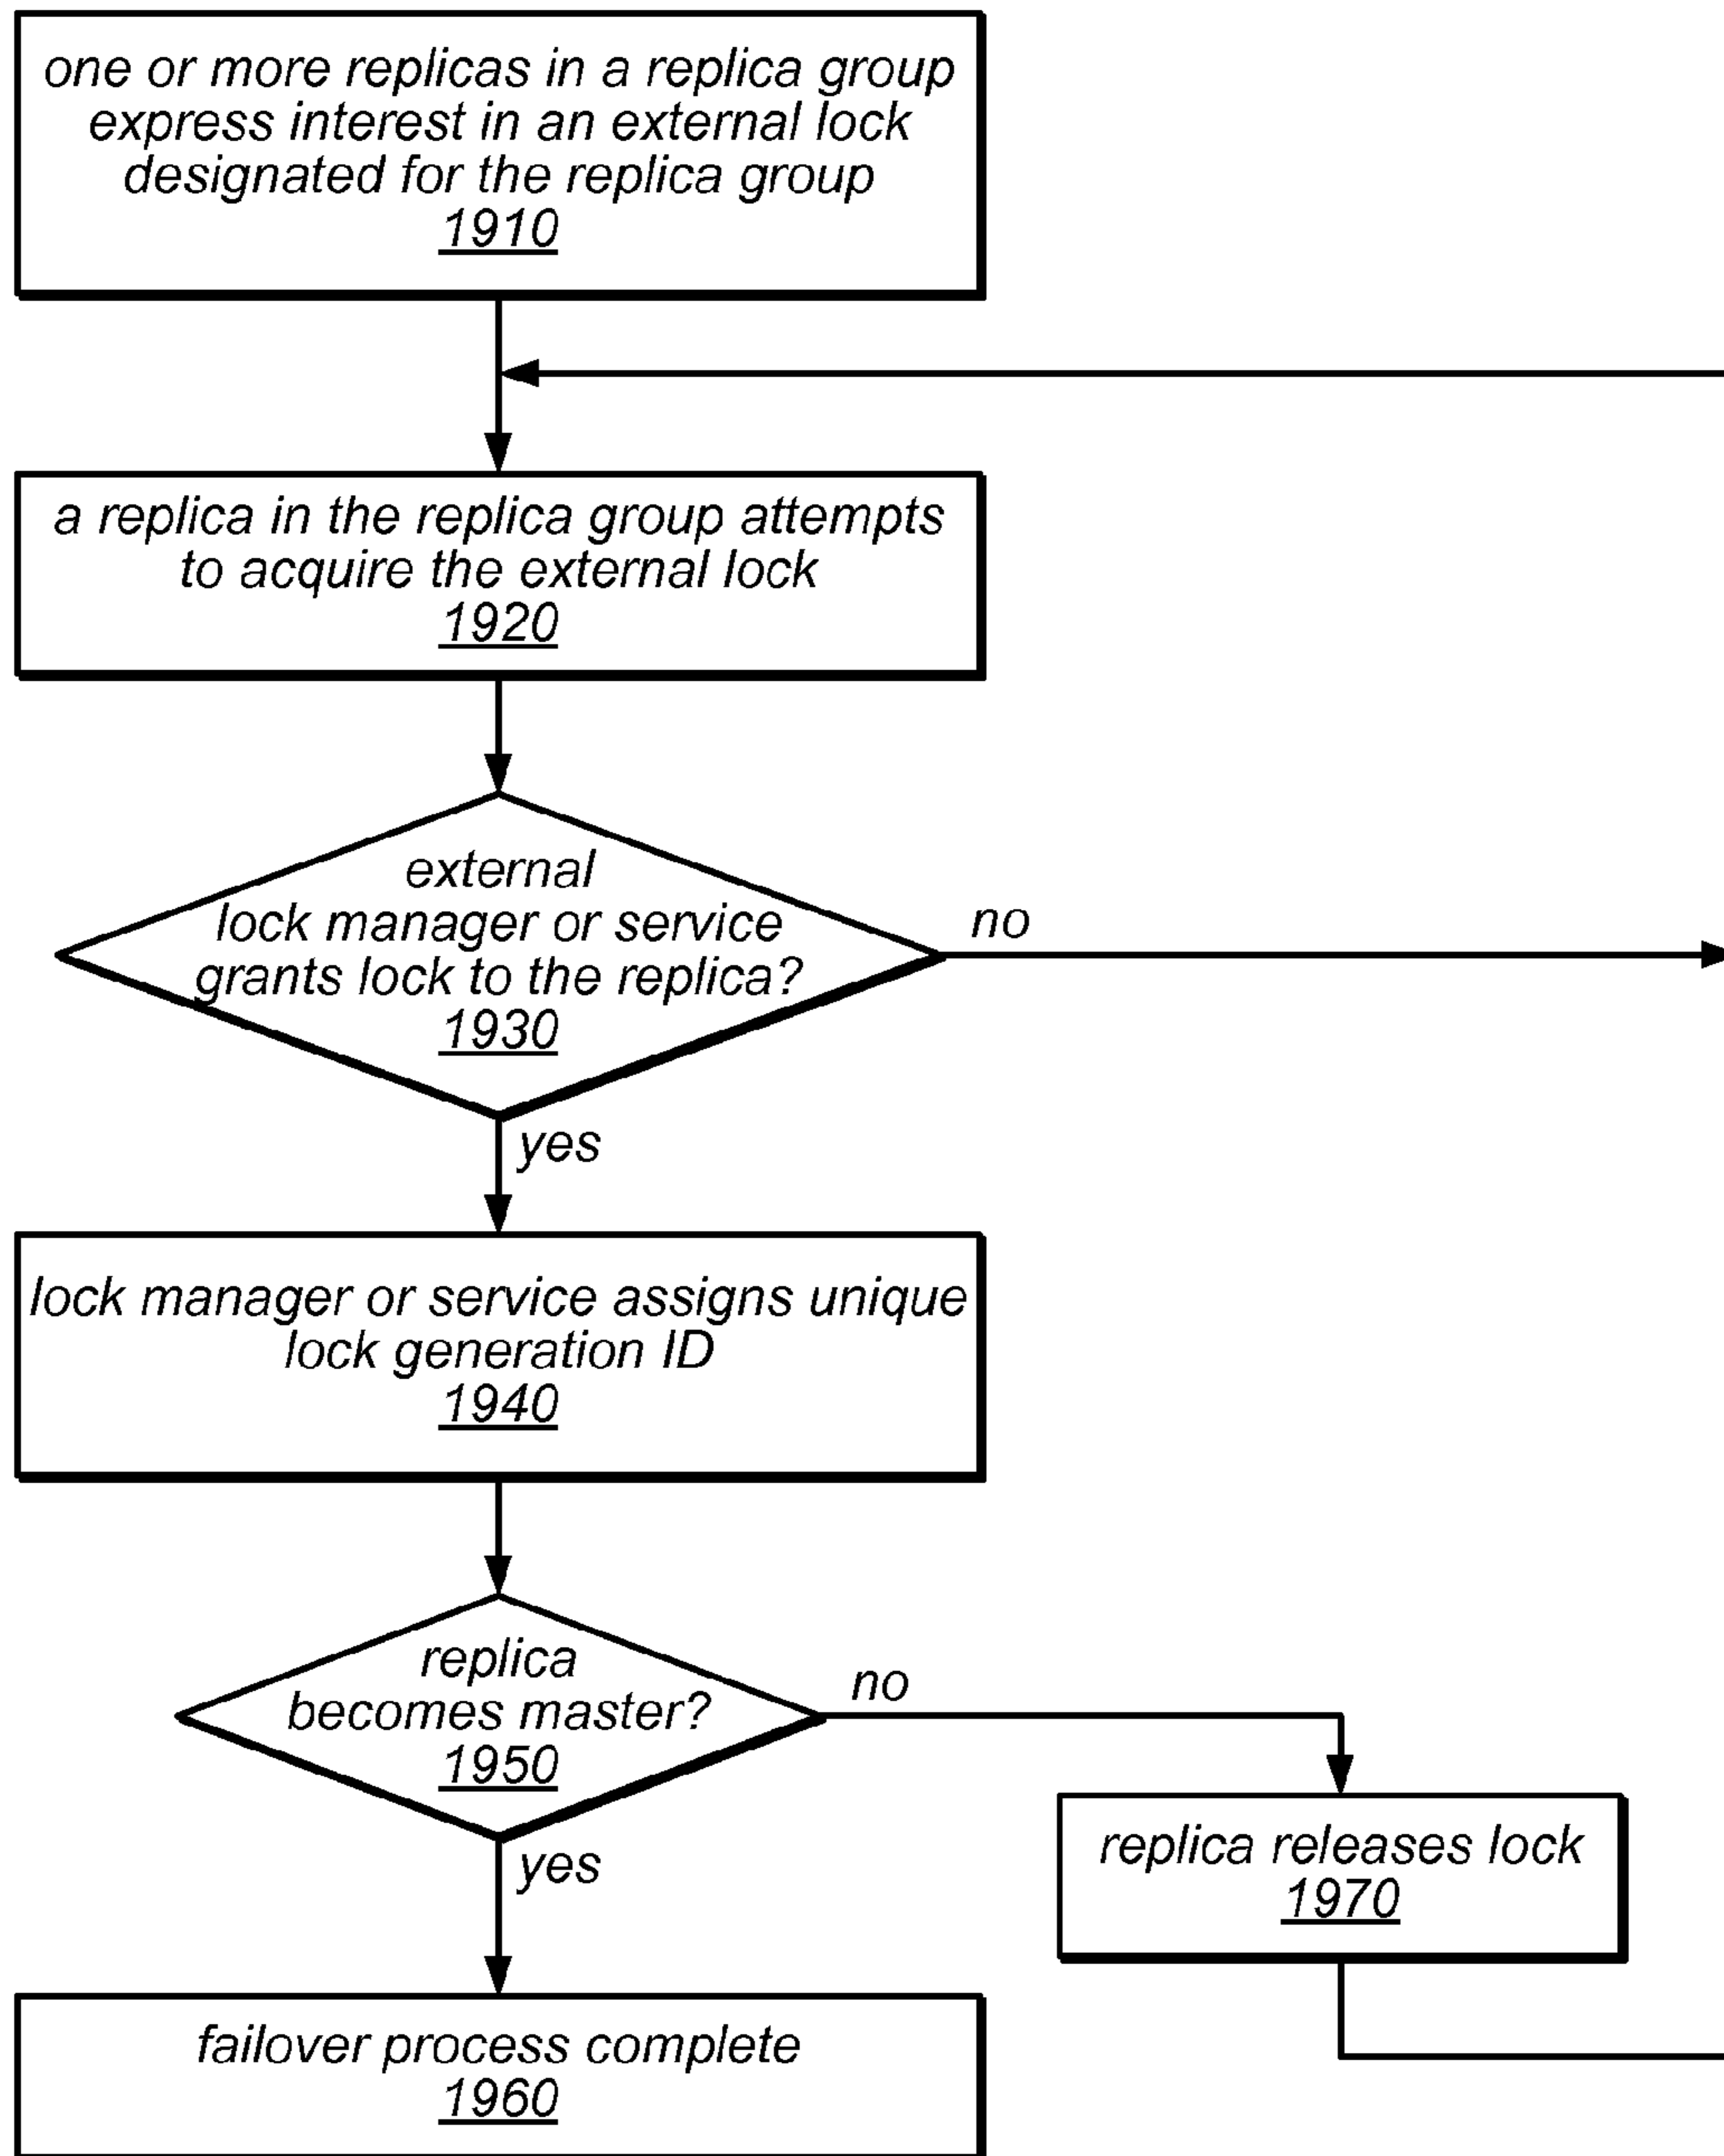 one or more replicas in a replica group
express interest in an external lock
designated for the replica group
1910
a replica in the replica group attempts
to acquire the external lock
1920
external
lock manager or service
grants lock to the replica?
1930
no
yes
lock manager or service assigns unique
lock generation ID
1940
replica
becomes master?
1950
no
yes
replica releases lock
1970
failover process complete
1960